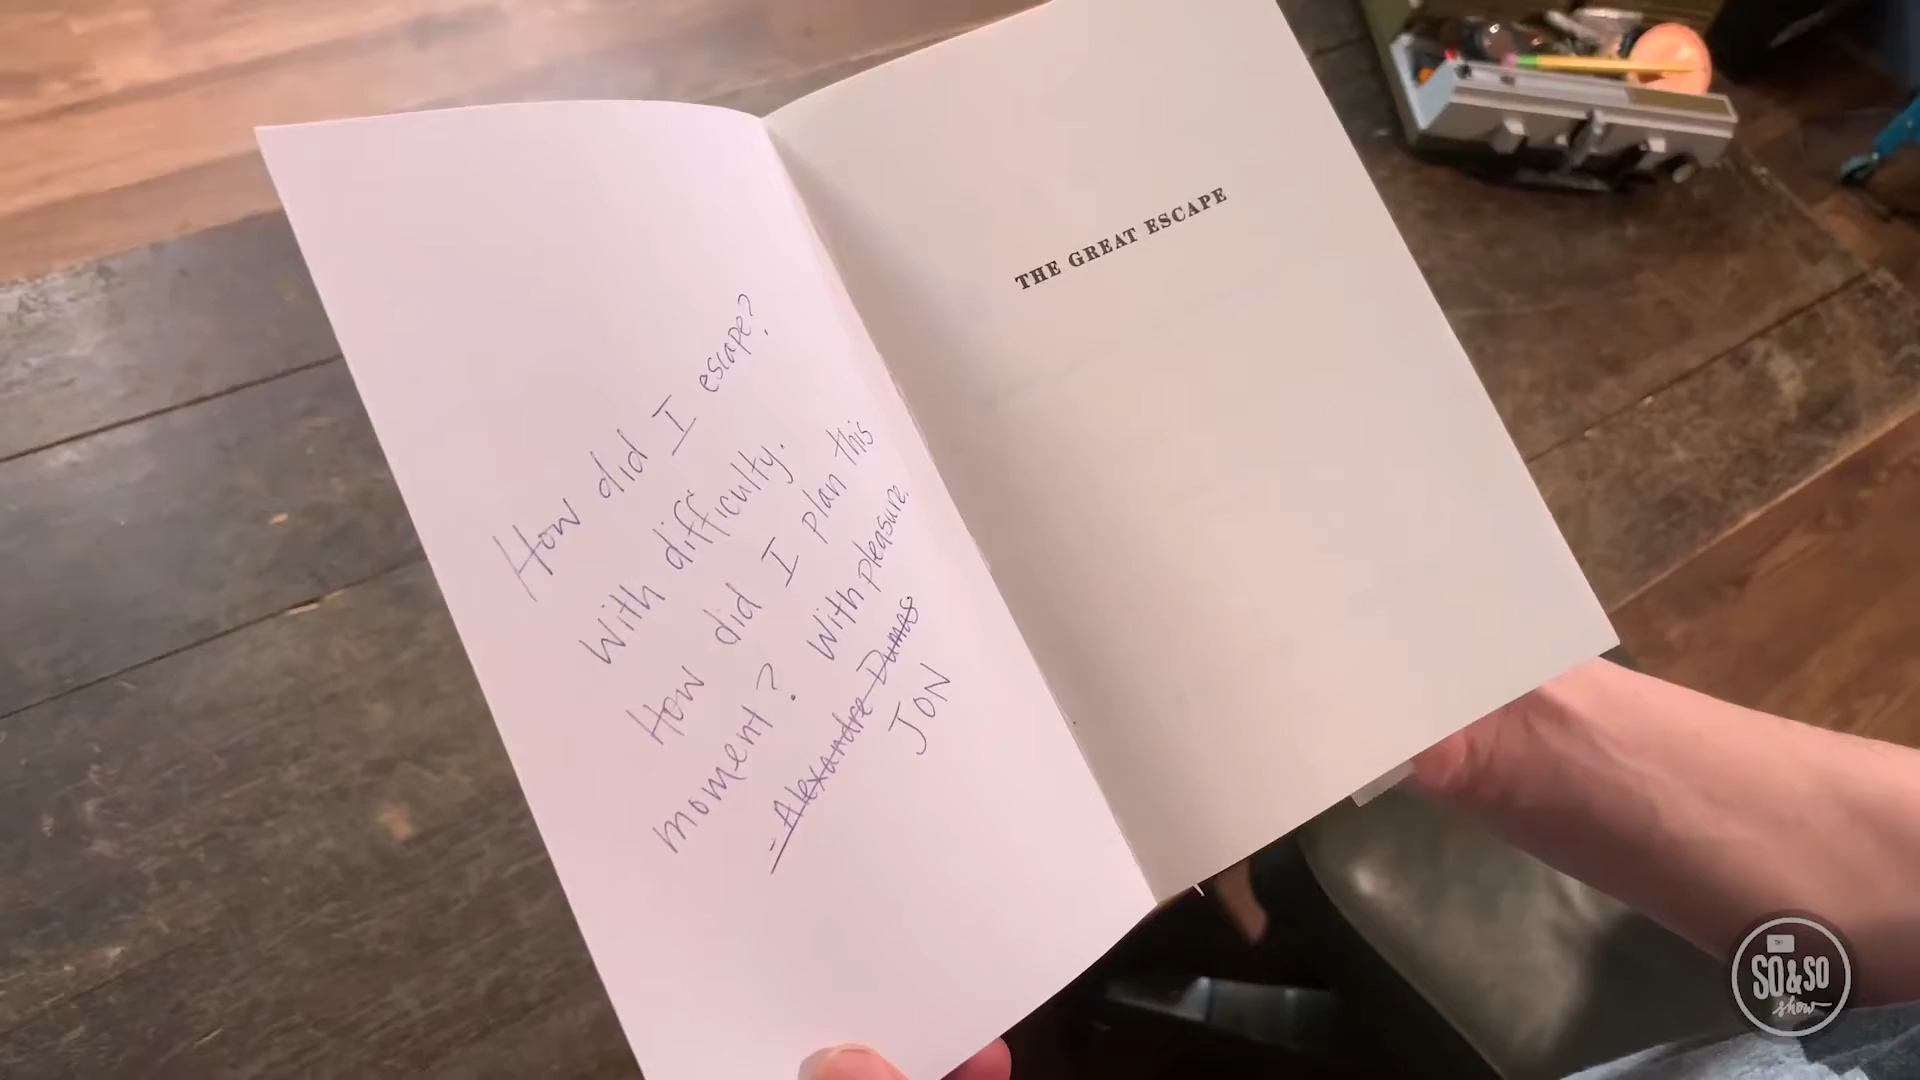 How did I escape?
With difficulty.
How did I plan this
moment? With pleasure.
- Alexandre Dumas
JON
THE GREAT ESCAPE
SO & SO
show